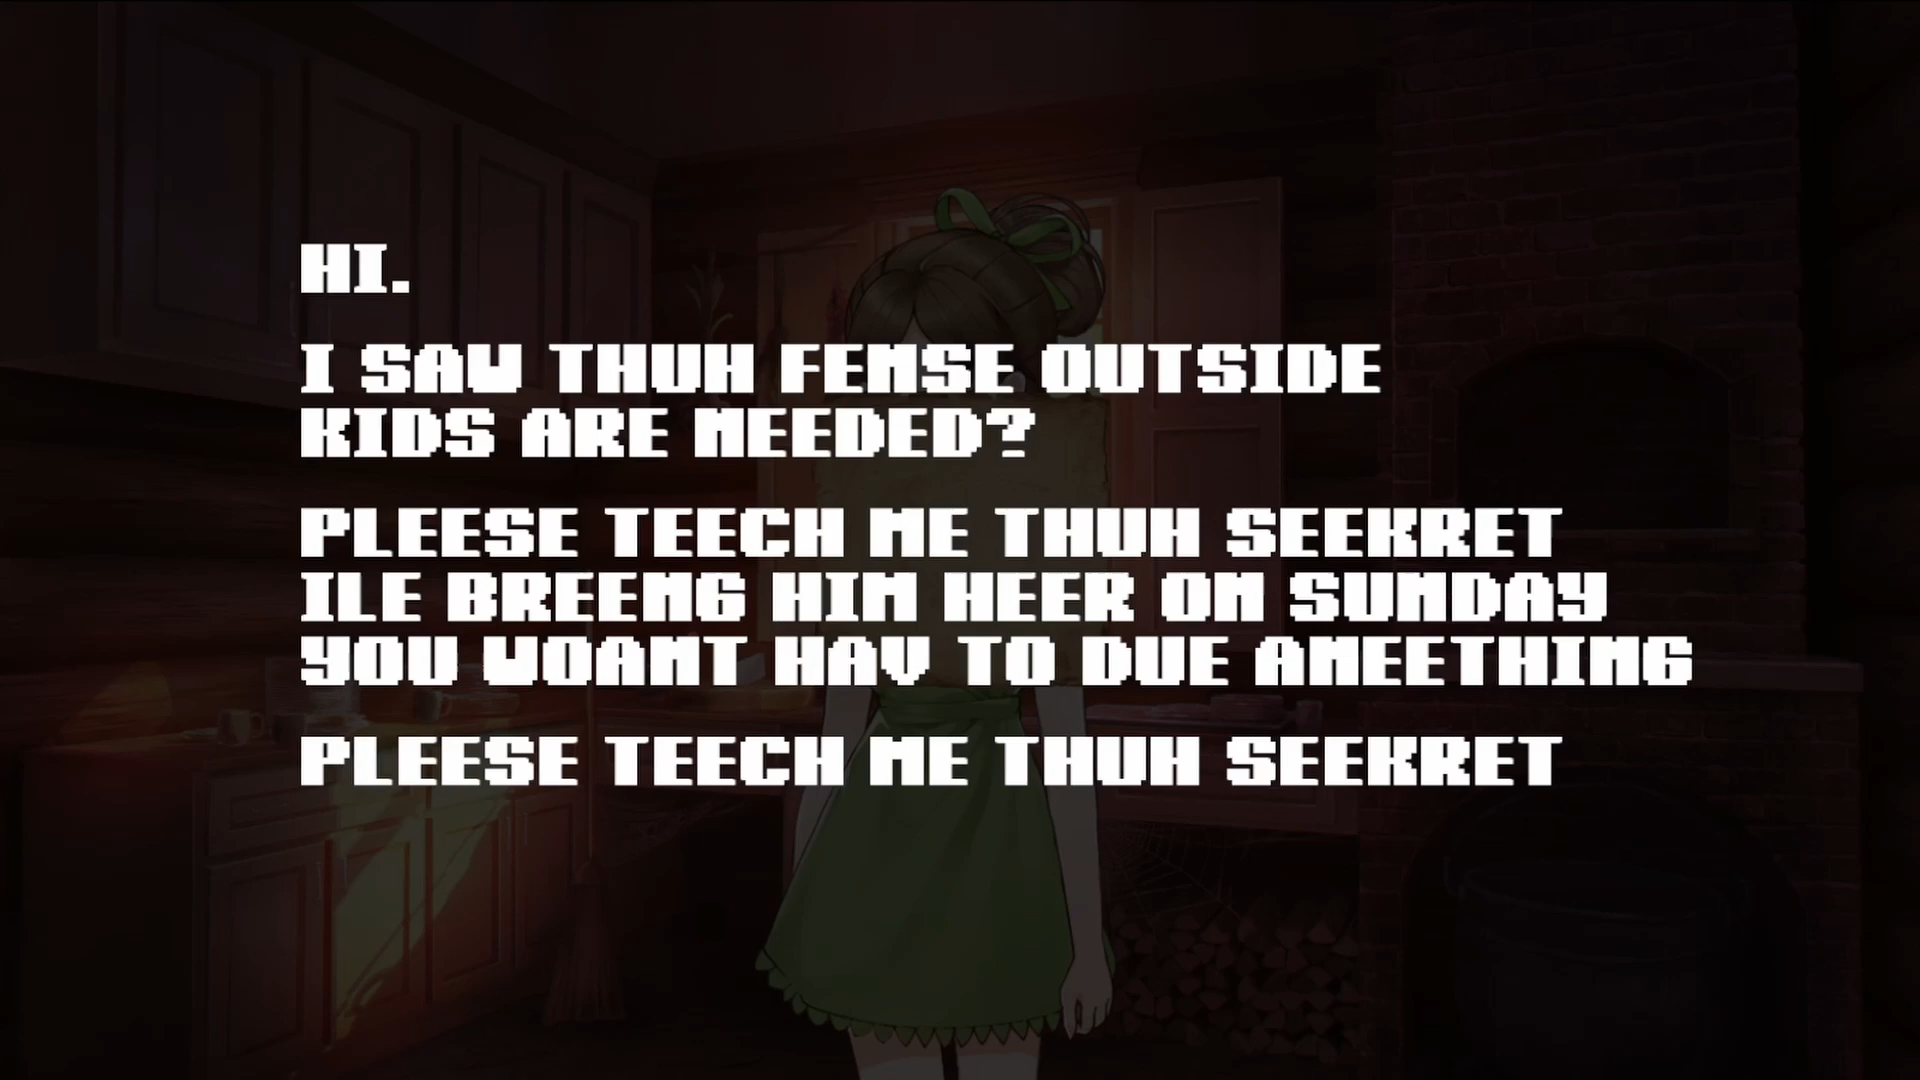 HI.
I SAW THUH FENSE OUTSIDE
KIDS ARE NEEDED?
PLEESE TEECH ME THUH SEEKRET
ILE BREENG HIM HEER ON SUNDAY
YOU WOANT HAV TO DUE ANEETHING
PLEESE TEECH ME THUH SEEKRET